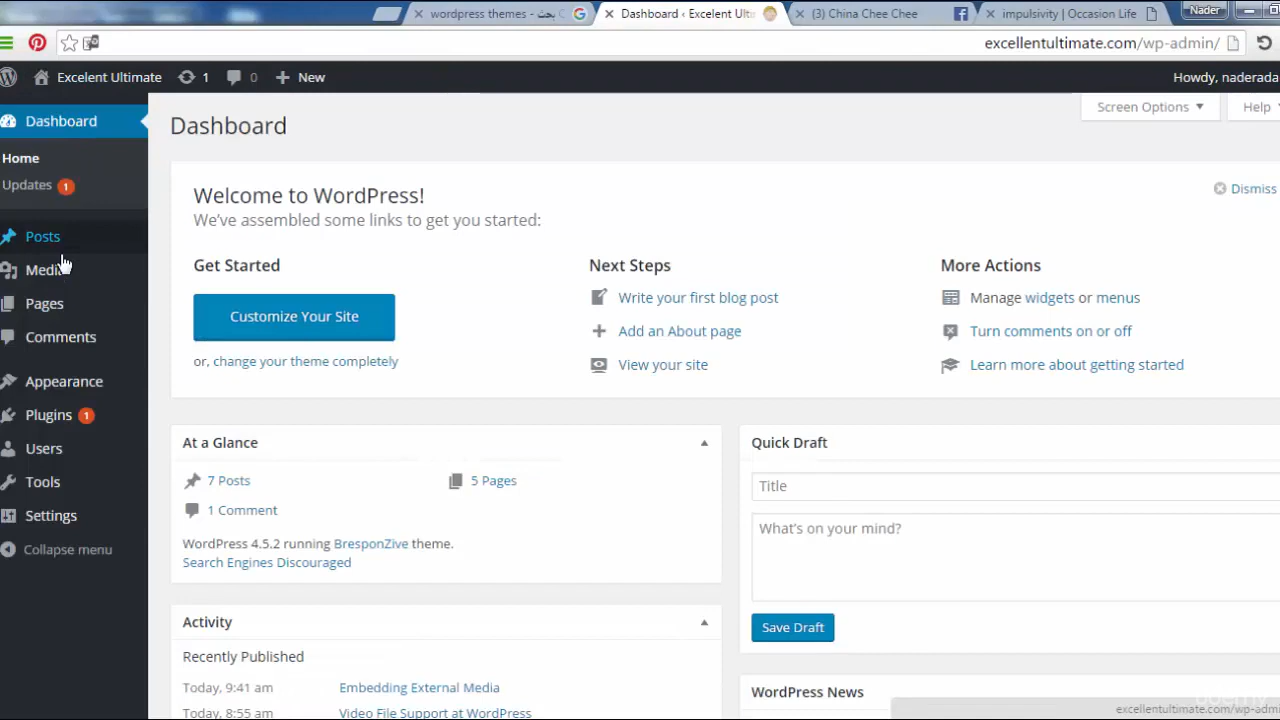 wordpress themes - بحث G
Dashboard ‹ Excelent Ulti
(3) China Chee Chee
impulsivity | Occasion Life
Nader
excellentultimate.com/wp-admin/
Excelent Ultimate 1 0 New
Howdy, naderada
Dashboard
Home
Updates 1
Posts
Media
Pages
Comments
Appearance
Plugins 1
Users
Tools
Settings
Collapse menu
Screen Options
Help
Dashboard
Welcome to WordPress!
We've assembled some links to get you started:
Dismiss
Get Started
Customize Your Site
or, change your theme completely
Next Steps
Write your first blog post
Add an About page
View your site
More Actions
Manage widgets or menus
Turn comments on or off
Learn more about getting started
At a Glance
7 Posts
5 Pages
1 Comment
WordPress 4.5.2 running BresponZive theme.
Search Engines Discouraged
Activity
Recently Published
Today, 9:41 am Embedding External Media
Today, 8:55 am Video File Support at WordPress
Quick Draft
Title
What's on your mind?
Save Draft
WordPress News
excellentultimate.com/wp-admi